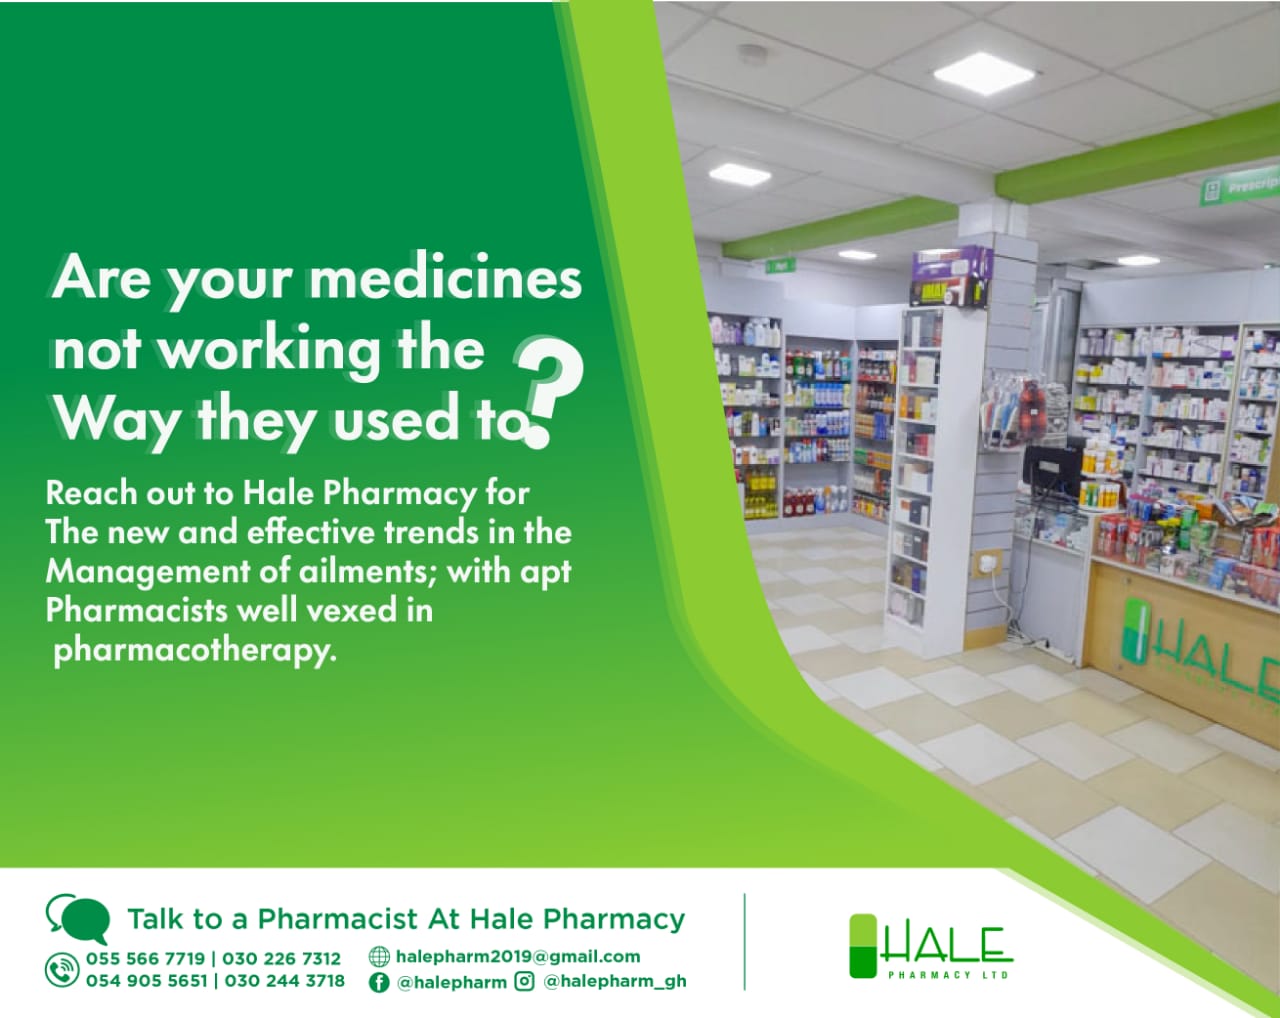 Are your medicines
not working the
Way they used to?
Reach out to Hale Pharmacy for
The new and effective trends in the
Management of ailments; with apt
Pharmacists well vexed in
pharmacotherapy.
Talk to a Pharmacist At Hale Pharmacy
055 566 7719 | 030 226 7312
054 905 5651 | 030 244 3718
halepharm2019@gmail.com
@halepharm @halepharm_gh
HALE
PHARMACY LTD
HALE